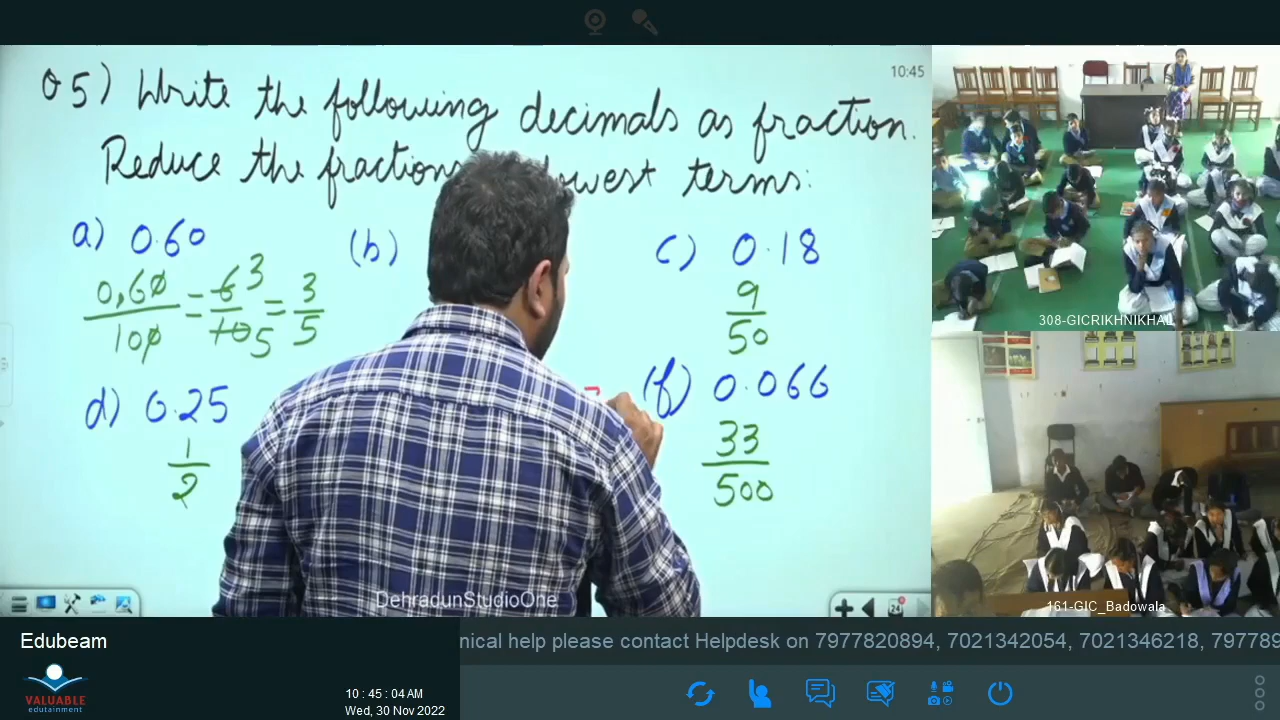 10:45
Q5) Write the following decimals as fraction.
Reduce the fractions lowest terms:
a) 0.60
(b)
c) 0.18
0,60/100 = 6/10 3/5 = 3/5
9/50
d) 0.25
(f) 0.066
1/2
33/500
DehradunStudioOne
24
308-GICRIKHNIKHAL
161-GIC_Badowala
Edubeam
nical help please contact Helpdesk on 7977820894, 7021342054, 7021346218, 79778
VALUABLE
edutainment
10 : 45 : 04 AM
Wed, 30 Nov 2022